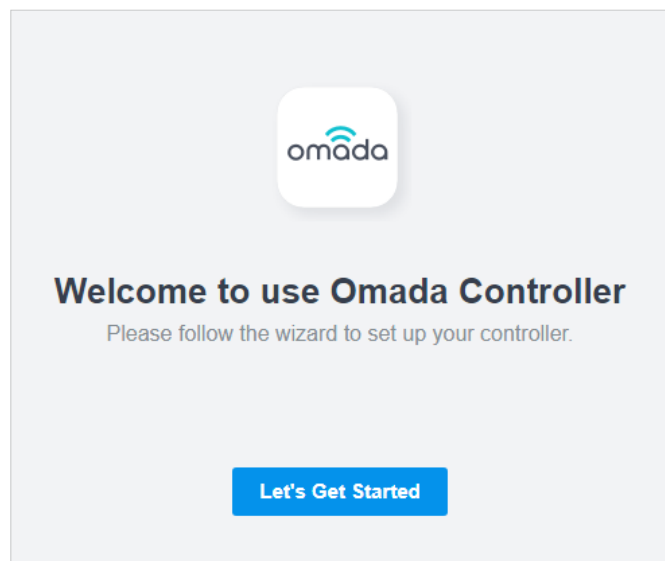 omada
Welcome to use Omada Controller
Please follow the wizard to set up your controller.
Let's Get Started